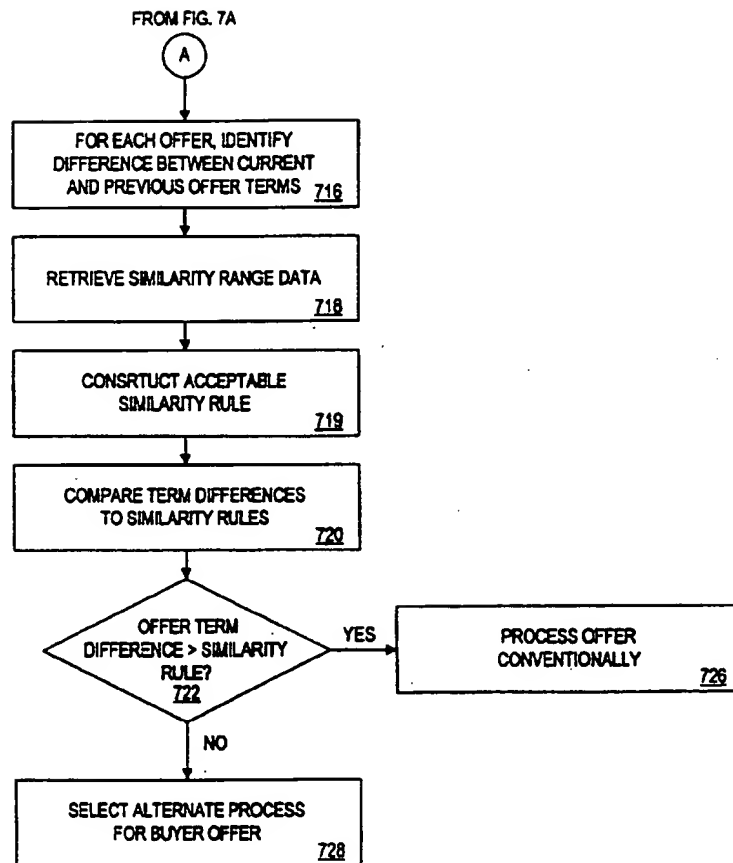 FROM FIG. 7A
A
FOR EACH OFFER, IDENTIFY
DIFFERENCE BETWEEN CURRENT
AND PREVIOUS OFFER TERMS
716
RETRIEVE SIMILARITY RANGE DATA
718
CONSRTUCT ACCEPTABLE
SIMILARITY RULE
719
COMPARE TERM DIFFERENCES
TO SIMILARITY RULES
720
OFFER TERM
DIFFERENCE > SIMILARITY
RULE?
722
YES
PROCESS OFFER
CONVENTIONALLY
726
NO
SELECT ALTERNATE PROCESS
FOR BUYER OFFER
728